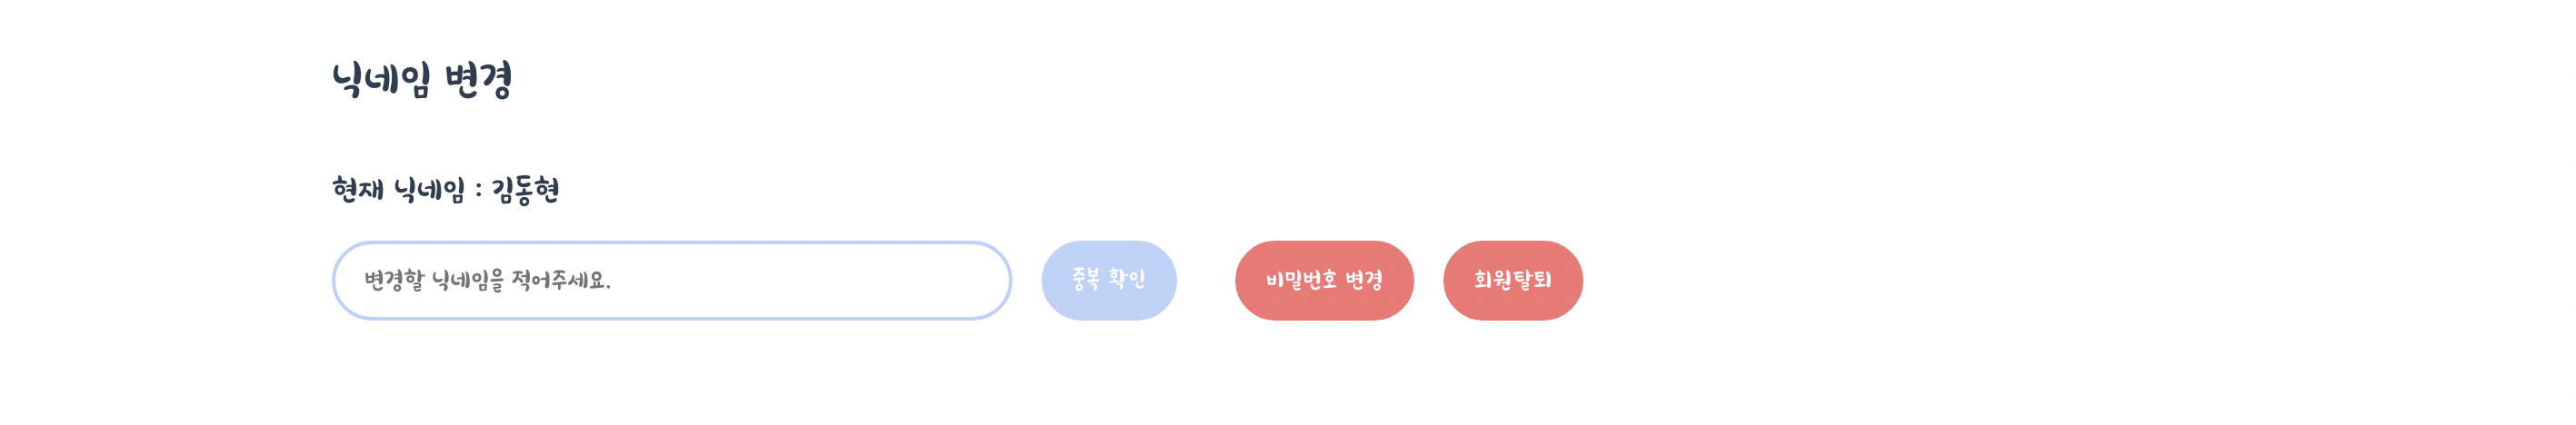 닉네임 변경
현재 닉네임 : 김동현
변경할 닉네임을 적어주세요. 중복 확인 비밀번호 변경 회원탈퇴